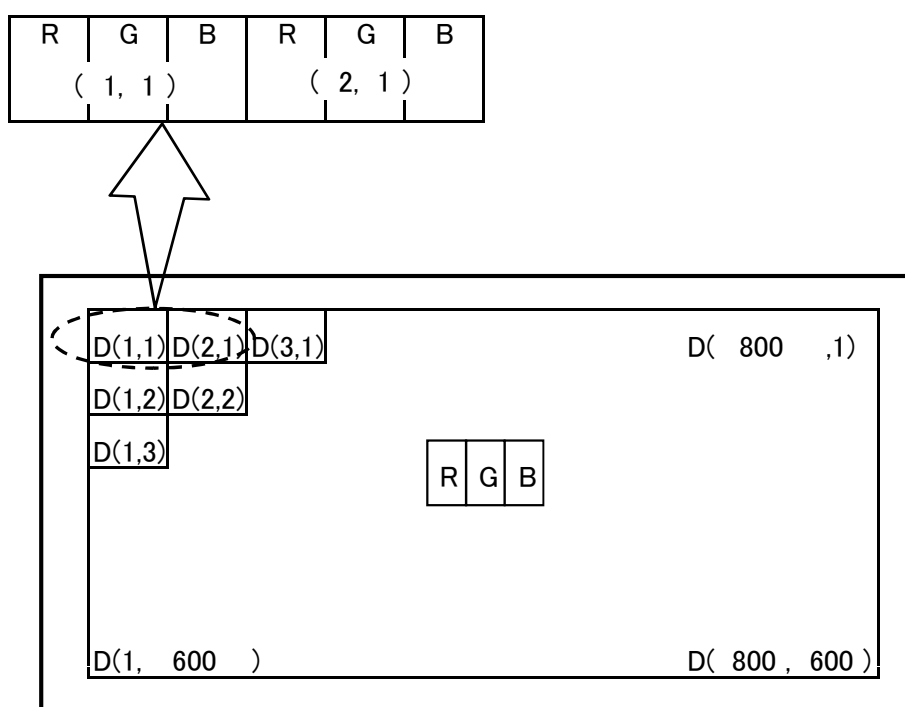 R G B R G B
( 1, 1 ) ( 2, 1 )
D(1,1) D(2,1) D(3,1) D( 800 ,1)
D(1,2) D(2,2)
D(1,3)
R G B
D(1, 600 ) D( 800 , 600 )